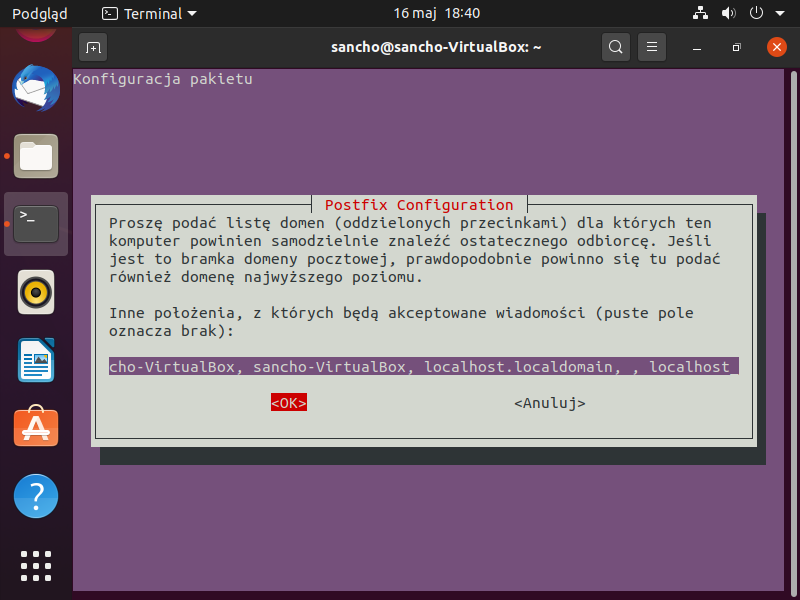 Podgląd
Terminal
16 maj 18:40
sancho@sancho-VirtualBox: ~
Konfiguracja pakietu
Postfix Configuration
Proszę podać listę domen (oddzielonych przecinkami) dla których ten
komputer powinien samodzielnie znaleźć ostatecznego odbiorcę. Jeśli
jest to bramka domeny pocztowej, prawdopodobnie powinno się tu podać
również domenę najwyższego poziomu.
Inne położenia, z których będą akceptowane wiadomości (puste pole
oznacza brak):
cho-VirtualBox, sancho-VirtualBox, localhost.localdomain, , localhost
<OK> <Anuluj>